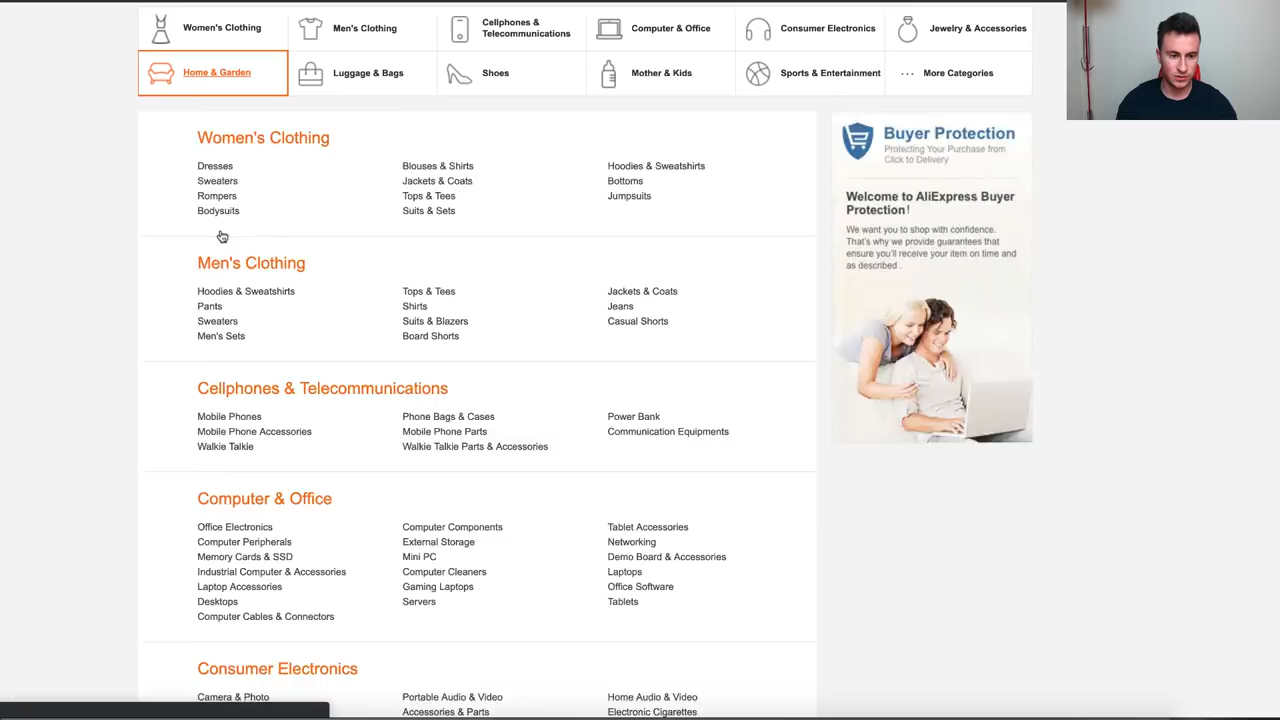 Women's Clothing
Men's Clothing
Cellphones &
Telecommunications
Computer & Office
Consumer Electronics
Jewelry & Accessories
Home & Garden
Luggage & Bags
Shoes
Mother & Kids
Sports & Entertainment
... More Categories
Women's Clothing
Dresses
Blouses & Shirts
Hoodies & Sweatshirts
Sweaters
Jackets & Coats
Bottoms
Rompers
Tops & Tees
Jumpsuits
Bodysuits
Suits & Sets
Men's Clothing
Hoodies & Sweatshirts
Tops & Tees
Jackets & Coats
Pants
Shirts
Jeans
Sweaters
Suits & Blazers
Casual Shorts
Men's Sets
Board Shorts
Cellphones & Telecommunications
Mobile Phones
Phone Bags & Cases
Power Bank
Mobile Phone Accessories
Mobile Phone Parts
Communication Equipments
Walkie Talkie
Walkie Talkie Parts & Accessories
Computer & Office
Office Electronics
Computer Components
Tablet Accessories
Computer Peripherals
External Storage
Networking
Memory Cards & SSD
Mini PC
Demo Board & Accessories
Industrial Computer & Accessories
Computer Cleaners
Laptops
Laptop Accessories
Gaming Laptops
Office Software
Desktops
Servers
Tablets
Computer Cables & Connectors
Consumer Electronics
Camera & Photo
Portable Audio & Video
Home Audio & Video
Accessories & Parts
Electronic Cigarettes
Buyer Protection
Protecting Your Purchase from
Click to Delivery
Welcome to AliExpress Buyer
Protection!
We want you to shop with confidence.
That's why we provide guarantees that
ensure you'll receive your item on time and
as described .